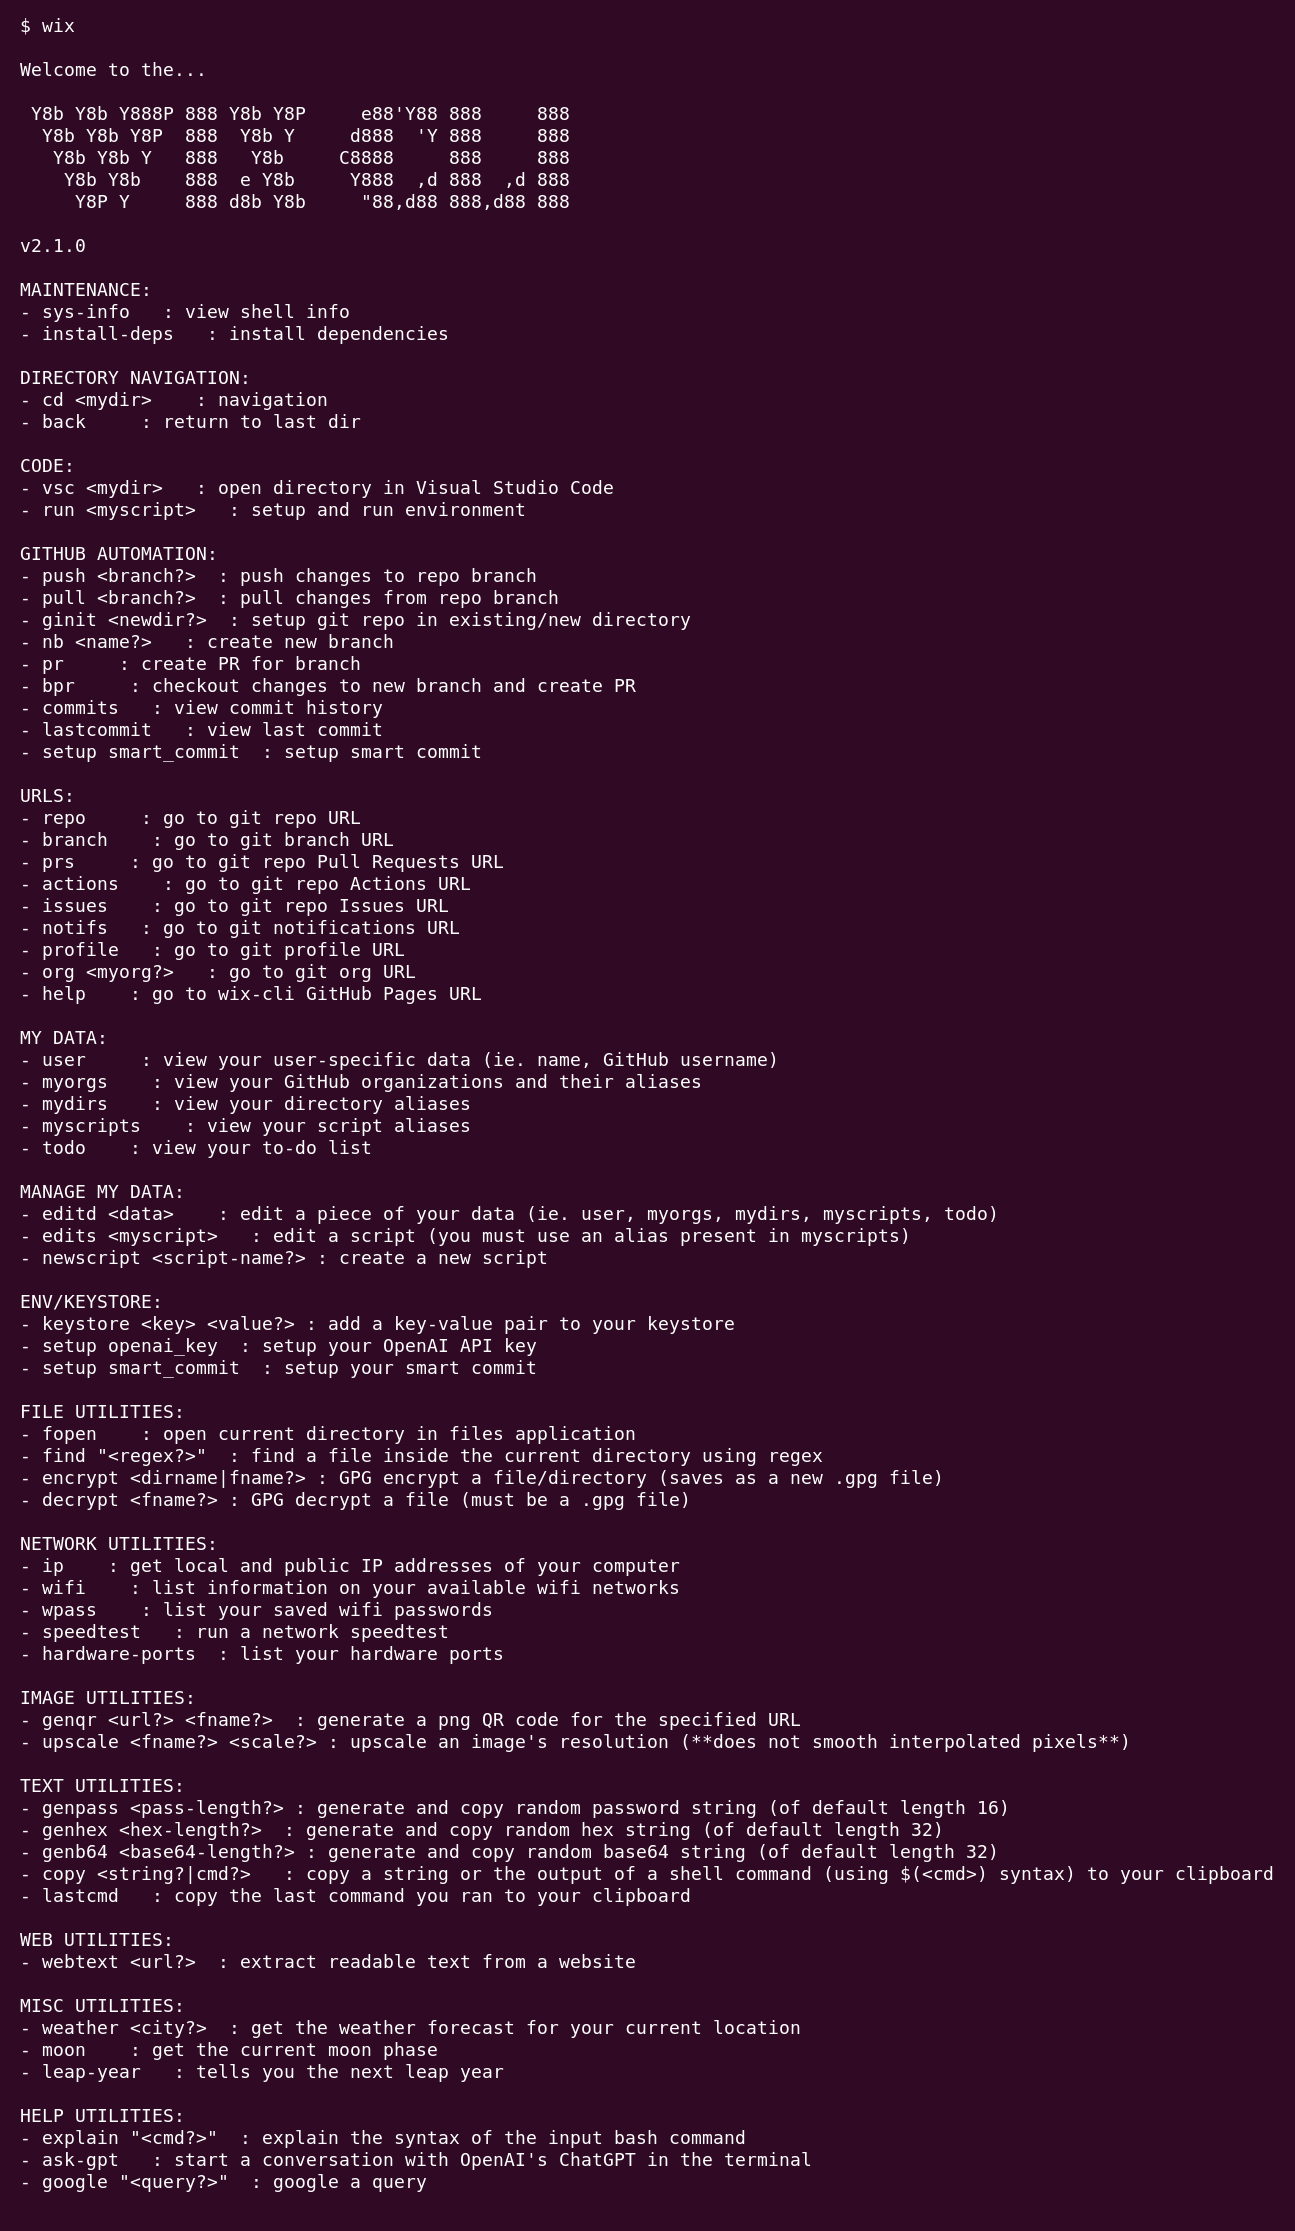 $ wix

Welcome to the...

 Y8b Y8b Y888P 888 Y8b Y8P     e88'Y88 888     888
  Y8b Y8b Y8P  888  Y8b Y     d888  'Y 888     888
   Y8b Y8b Y   888   Y8b     C8888     888     888
    Y8b Y8b    888  e Y8b     Y888  ,d 888  ,d 888
     Y8P Y     888 d8b Y8b     "88,d88 888,d88 888

v2.1.0

MAINTENANCE:
- sys-info   : view shell info
- install-deps   : install dependencies

DIRECTORY NAVIGATION:
- cd <mydir>    : navigation
- back     : return to last dir

CODE:
- vsc <mydir>   : open directory in Visual Studio Code
- run <myscript>   : setup and run environment

GITHUB AUTOMATION:
- push <branch?>  : push changes to repo branch
- pull <branch?>  : pull changes from repo branch
- ginit <newdir?>  : setup git repo in existing/new directory
- nb <name?>   : create new branch
- pr     : create PR for branch
- bpr     : checkout changes to new branch and create PR
- commits   : view commit history
- lastcommit   : view last commit
- setup smart_commit  : setup smart commit

URLS:
- repo     : go to git repo URL
- branch    : go to git branch URL
- prs     : go to git repo Pull Requests URL
- actions    : go to git repo Actions URL
- issues    : go to git repo Issues URL
- notifs   : go to git notifications URL
- profile   : go to git profile URL
- org <myorg?>   : go to git org URL
- help    : go to wix-cli GitHub Pages URL

MY DATA:
- user     : view your user-specific data (ie. name, GitHub username)
- myorgs    : view your GitHub organizations and their aliases
- mydirs    : view your directory aliases
- myscripts    : view your script aliases
- todo    : view your to-do list

MANAGE MY DATA:
- editd <data>    : edit a piece of your data (ie. user, myorgs, mydirs, myscripts, todo)
- edits <myscript>   : edit a script (you must use an alias present in myscripts)
- newscript <script-name?> : create a new script

ENV/KEYSTORE:
- keystore <key> <value?> : add a key-value pair to your keystore
- setup openai_key  : setup your OpenAI API key
- setup smart_commit  : setup your smart commit

FILE UTILITIES:
- fopen    : open current directory in files application
- find "<regex?>"  : find a file inside the current directory using regex
- encrypt <dirname|fname?> : GPG encrypt a file/directory (saves as a new .gpg file)
- decrypt <fname?> : GPG decrypt a file (must be a .gpg file)

NETWORK UTILITIES:
- ip    : get local and public IP addresses of your computer
- wifi    : list information on your available wifi networks
- wpass    : list your saved wifi passwords
- speedtest   : run a network speedtest
- hardware-ports  : list your hardware ports

IMAGE UTILITIES:
- genqr <url?> <fname?>  : generate a png QR code for the specified URL
- upscale <fname?> <scale?> : upscale an image's resolution (**does not smooth interpolated pixels**)

TEXT UTILITIES:
- genpass <pass-length?> : generate and copy random password string (of default length 16)
- genhex <hex-length?>  : generate and copy random hex string (of default length 32)
- genb64 <base64-length?> : generate and copy random base64 string (of default length 32)
- copy <string?|cmd?>   : copy a string or the output of a shell command (using $(<cmd>) syntax) to your clipboard
- lastcmd   : copy the last command you ran to your clipboard

WEB UTILITIES:
- webtext <url?>  : extract readable text from a website

MISC UTILITIES:
- weather <city?>  : get the weather forecast for your current location
- moon    : get the current moon phase
- leap-year   : tells you the next leap year

HELP UTILITIES:
- explain "<cmd?>"  : explain the syntax of the input bash command
- ask-gpt   : start a conversation with OpenAI's ChatGPT in the terminal
- google "<query?>"  : google a query